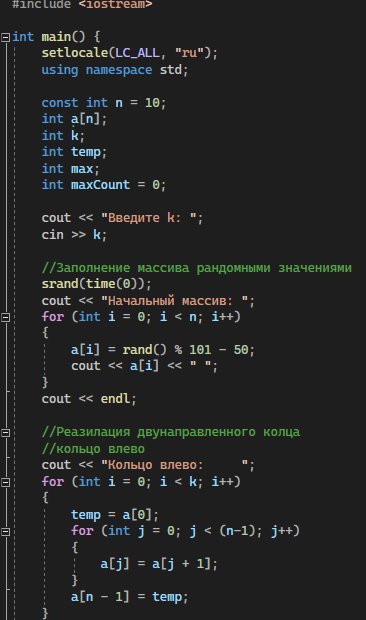 #include <iostream>
int main() {
setlocale(LC_ALL, "ru");
using namespace std;
const int n = 10;
int a[n];
int k;
int temp;
int max;
int maxCount = 0;
cout << "Введите k: ";
cin >> k;
//Заполнение массива рандомными значениями
srand(time(0));
cout << "Начальный массив: ";
for (int i = 0; i < n; i++)
{
a[i] = rand() % 101 - 50;
cout << a[i] << " ";
}
cout << endl;
//Реазилация двунаправленного колца
//кольцо влево
cout << "Кольцо влево:     ";
for (int i = 0; i < k; i++)
{
temp = a[0];
for (int j = 0; j < (n-1); j++)
{
a[j] = a[j + 1];
}
a[n - 1] = temp;
}